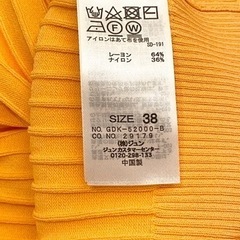 アイロンはあて布を使用
SD-191
レーヨン 64%
ナイロン 36%
SIZE 38
NO. GDK-52000-B
CO. NO. 29179
(株)ジュン
ジュンカスタマーセンター
0120-298-133
中国製